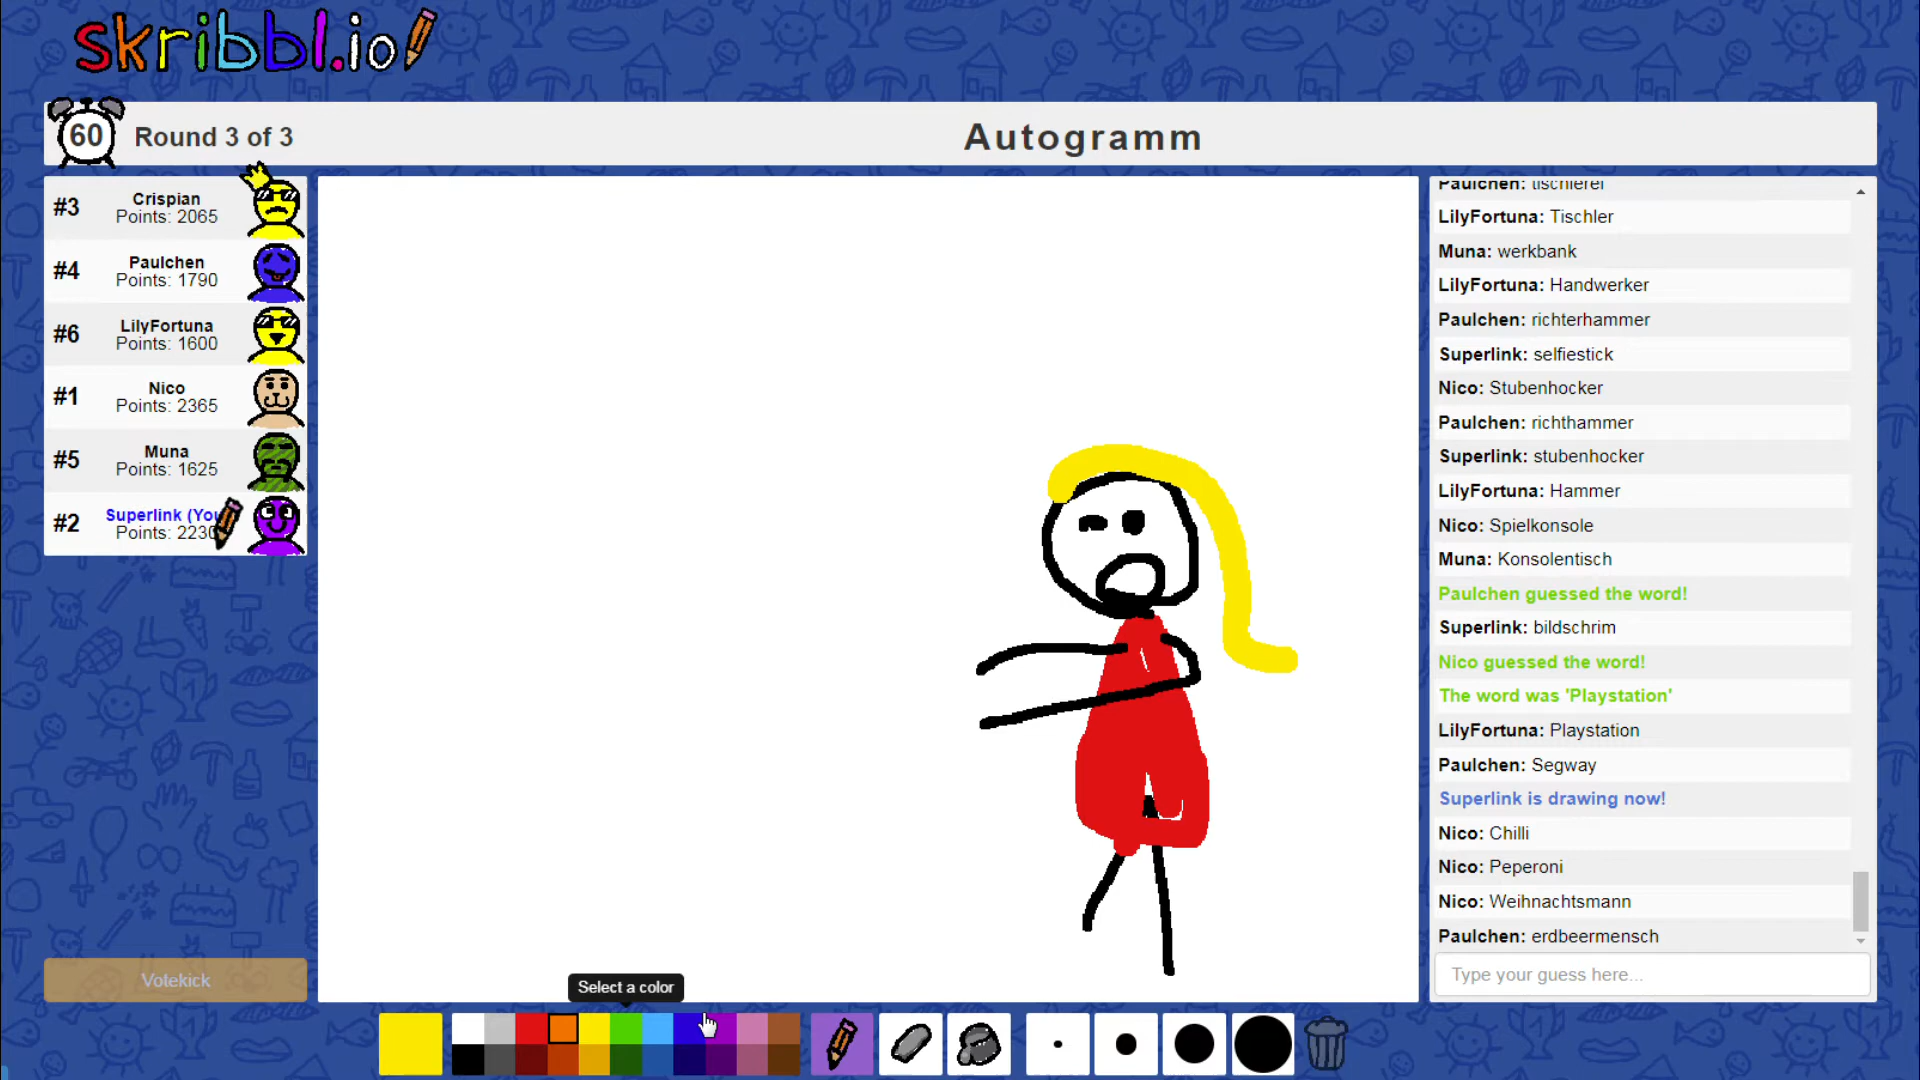 skribbl.io
60
Round 3 of 3
Autogramm
#3
Crispian
Points: 2065
#4
Paulchen
Points: 1790
#6
LilyFortuna
Points: 1600
#1
Nico
Points: 2365
#5
Muna
Points: 1625
#2
Superlink (You
Points: 2230
Votekick
Paulchen: tischlerei
LilyFortuna: Tischler
Muna: werkbank
LilyFortuna: Handwerker
Paulchen: richterhammer
Superlink: selfiestick
Nico: Stubenhocker
Paulchen: richthammer
Superlink: stubenhocker
LilyFortuna: Hammer
Nico: Spielkonsole
Muna: Konsolentisch
Paulchen guessed the word!
Superlink: bildschrim
Nico guessed the word!
The word was 'Playstation'
LilyFortuna: Playstation
Paulchen: Segway
Superlink is drawing now!
Nico: Chilli
Nico: Peperoni
Nico: Weihnachtsmann
Paulchen: erdbeermensch
Type your guess here...
Select a color